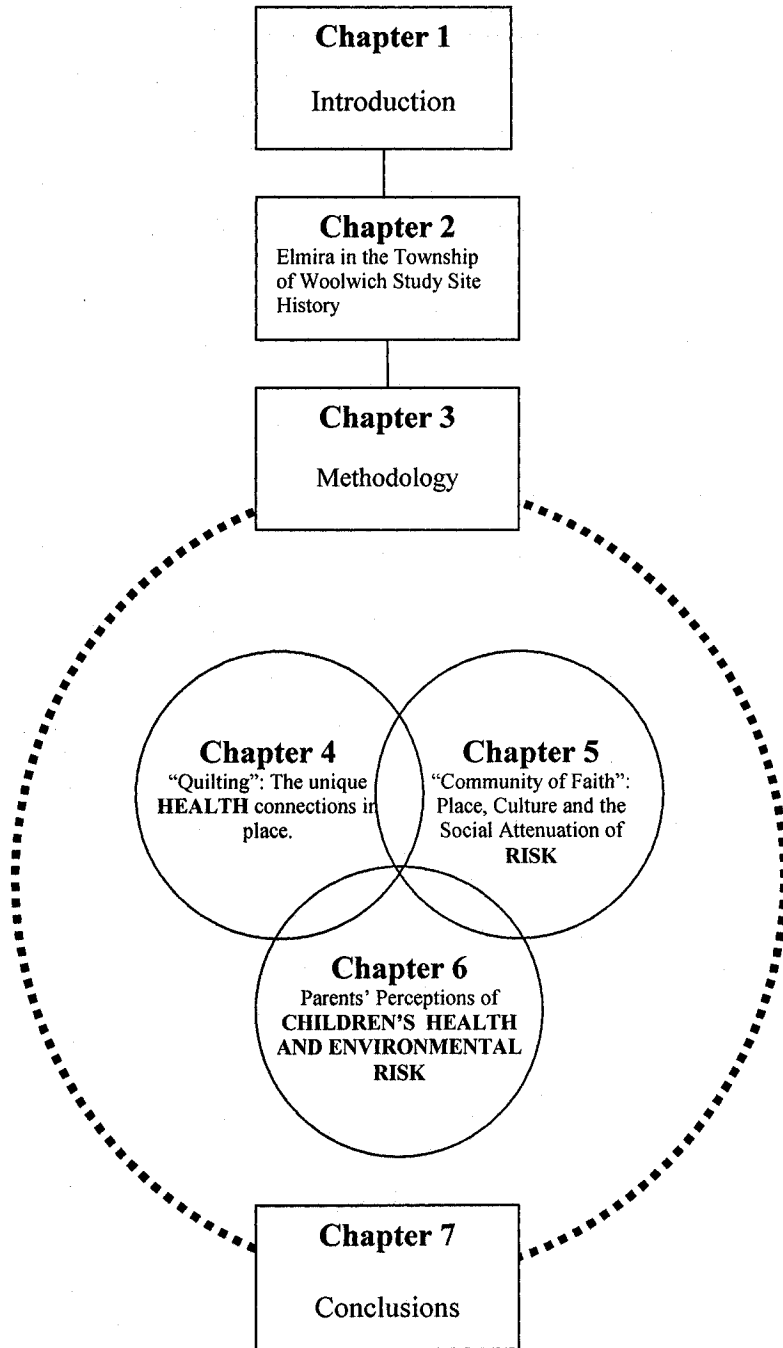 Chapter 1
Introduction
Chapter 2
Elmira in the Township
of Woolwich Study Site
History
Chapter 3
Methodology
Chapter 4
“Quilting”: The unique
HEALTH connections in
place.
Chapter 5
“Community of Faith”:
Place, Culture and the
Social Attenuation of
RISK
Chapter 6
Parents’ Perceptions of
CHILDREN’S HEALTH
AND ENVIRONMENTAL
RISK
Chapter 7
Conclusions